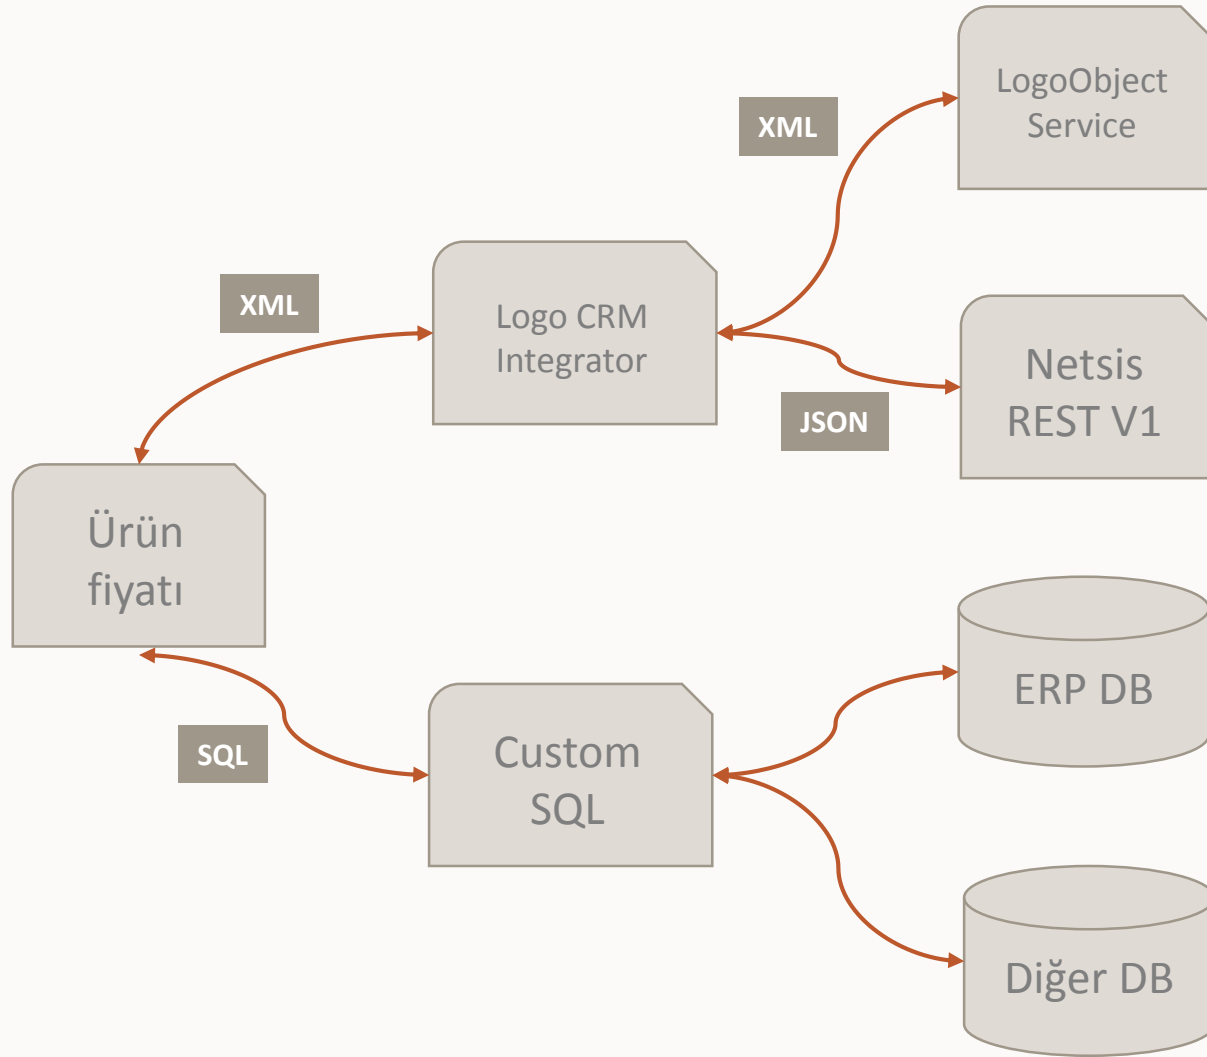 LogoObject
Service
XML
XML
Logo CRM
Integrator
Netsis
REST V1
JSON
Ürün
fiyatı
ERP DB
SQL
Custom
SQL
Diğer DB